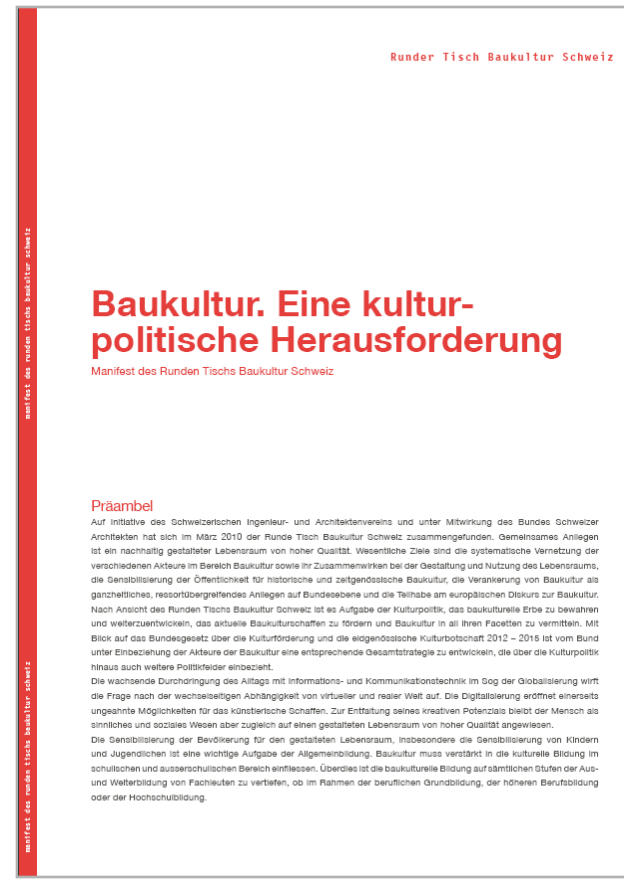 Runder Tisch Baukultur Schweiz
manifest des runden tischs baukultur schweiz
Baukultur. Eine kultur-
politische Herausforderung
Manifest des Runden Tischs Baukultur Schweiz
Präambel
Auf Initiative des Schweizerischen Ingenieur- und Architektenvereins und unter Mitwirkung des Bundes Schweizer
Architekten hat sich im März 2010 der Runde Tisch Baukultur Schweiz zusammengefunden. Gemeinsames Anliegen
ist ein nachhaltig gestalteter Lebensraum von hoher Qualität. Wesentliche Ziele sind die systematische Vernetzung der
verschiedenen Akteure im Bereich Baukultur sowie ihr Zusammenwirken bei der Gestaltung und Nutzung des Lebensraums,
die Sensibilisierung der Öffentlichkeit für historische und zeitgenössische Baukultur, die Verankerung von Baukultur als
ganzheitliches, ressortübergreifendes Anliegen auf Bundesebene und die Teilhabe am europäischen Diskurs zur Baukultur.
Nach Ansicht des Runden Tischs Baukultur Schweiz ist es Aufgabe der Kulturpolitik, das baukulturelle Erbe zu bewahren
und weiterzuentwickeln, das aktuelle Baukulturschaffen zu fördern und Baukultur in all ihren Facetten zu vermitteln. Mit
Blick auf das Bundesgesetz über die Kulturförderung und die eidgenössische Kulturbotschaft 2012 – 2015 ist vom Bund
unter Einbeziehung der Akteure der Baukultur eine entsprechende Gesamtstrategie zu entwickeln, die über die Kulturpolitik
hinaus auch weitere Politikfelder einbezieht.
Die wachsende Durchdringung des Alltags mit Informations- und Kommunikationstechnik im Sog der Globalisierung wirft
die Frage nach der wechselseitigen Abhängigkeit von virtueller und realer Welt auf. Die Digitalisierung eröffnet einerseits
ungeahnte Möglichkeiten für das künstlerische Schaffen. Zur Entfaltung seines kreativen Potenzials bleibt der Mensch als
sinnliches und soziales Wesen aber zugleich auf einen gestalteten Lebensraum von hoher Qualität angewiesen.
Die Sensibilisierung der Bevölkerung für den gestalteten Lebensraum, insbesondere die Sensibilisierung von Kindern
und Jugendlichen ist eine wichtige Aufgabe der Allgemeinbildung. Baukultur muss verstärkt in die kulturelle Bildung im
schulischen und ausserschulischen Bereich einfliessen. Überdies ist die baukulturelle Bildung auf sämtlichen Stufen der Aus-
und Weiterbildung von Fachleuten zu vertiefen, ob im Rahmen der beruflichen Grundbildung, der höheren Berufsbildung
oder der Hochschulbildung.
manifest des runden tischs baukultur schweiz